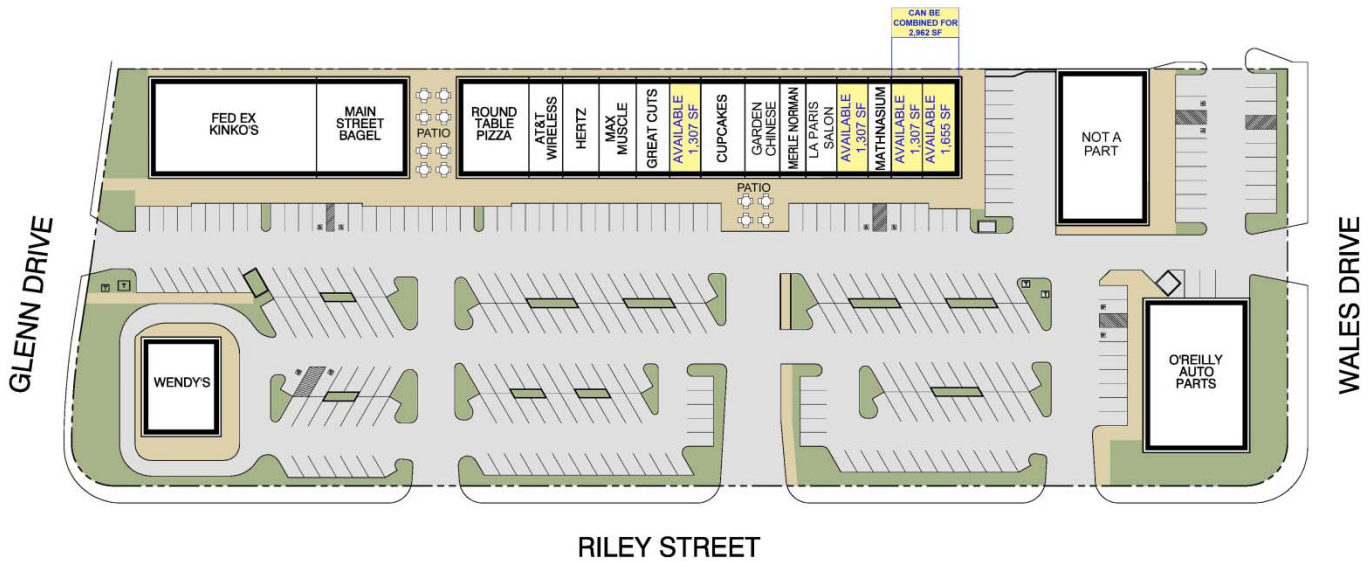 CAN BE
COMBINED FOR
2,962 SF
FED EX
KINKO'S
MAIN
STREET
BAGEL
PATIO
ROUND
TABLE
PIZZA
AT&T
WIRELESS
HERTZ
MAX
MUSCLE
GREAT CUTS
AVAILABLE
1,307 SF
CUPCAKES
GARDEN
CHINESE
MERLE NORMAN
LA PARIS
SALON
AVAILABLE
1,307 SF
MATHNASIUM
AVAILABLE
1,307 SF
AVAILABLE
1,655 SF
NOT A
PART
PATIO
GLENN DRIVE
WALES DRIVE
T
T
T
T
WENDY'S
O'REILLY
AUTO
PARTS
RILEY STREET